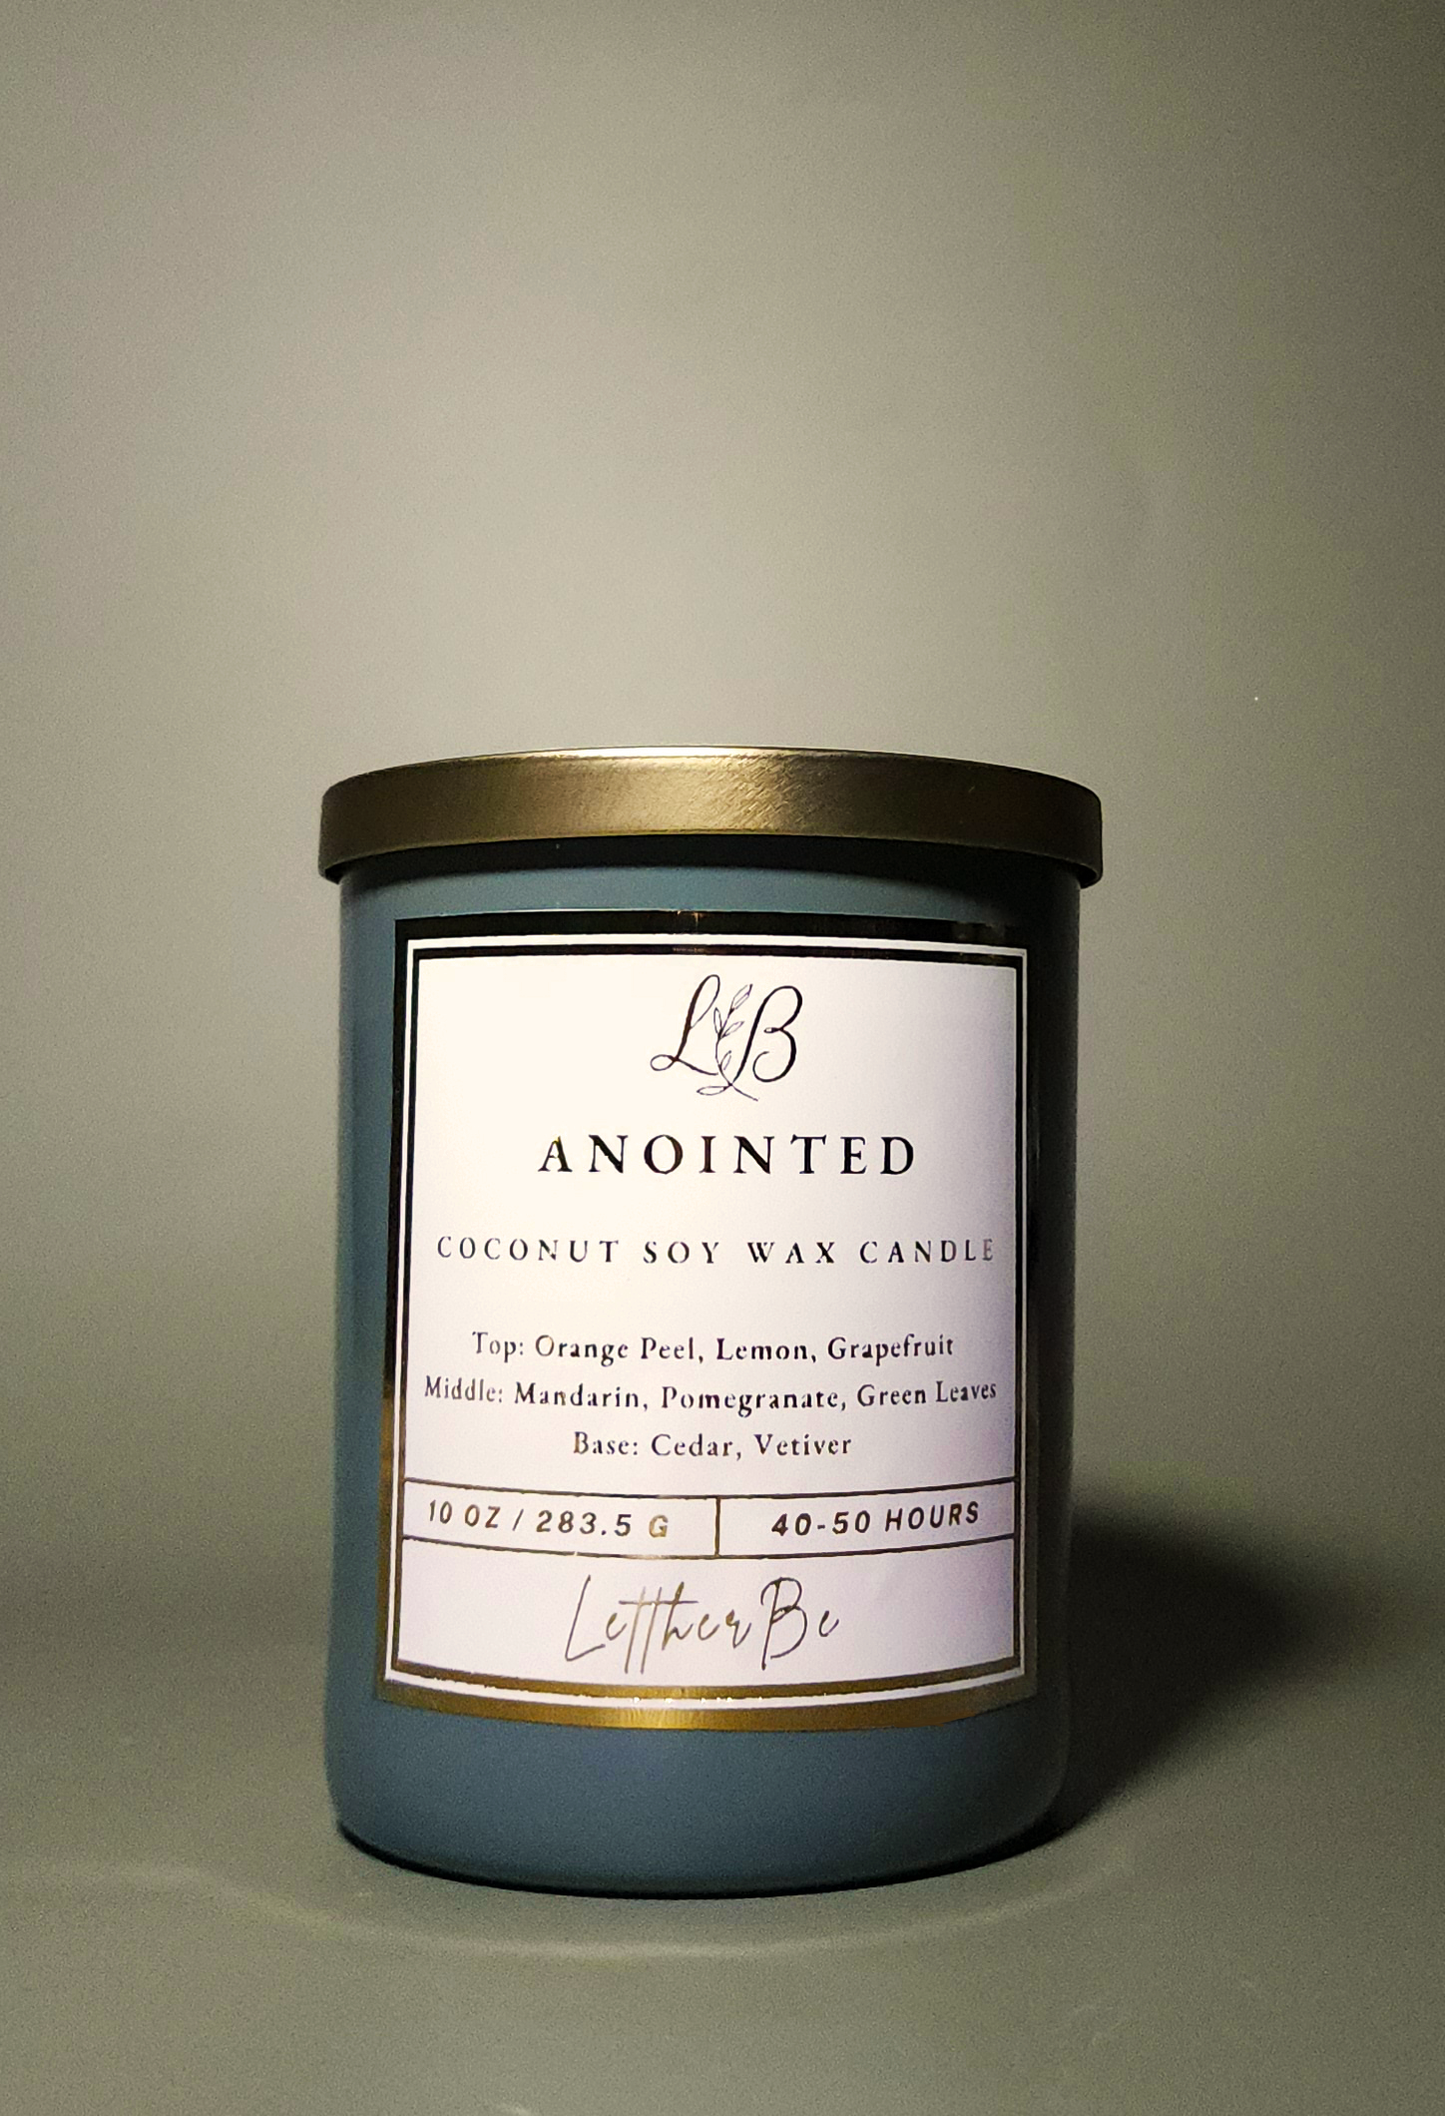 LB
ANOINTED
COCONUT SOY WAX CANDLE
Top: Orange Peel, Lemon, Grapefruit
Middle: Mandarin, Pomegranate, Green Leaves
Base: Cedar, Vetiver
10 OZ / 283.5 G
40-50 HOURS
LettherBe